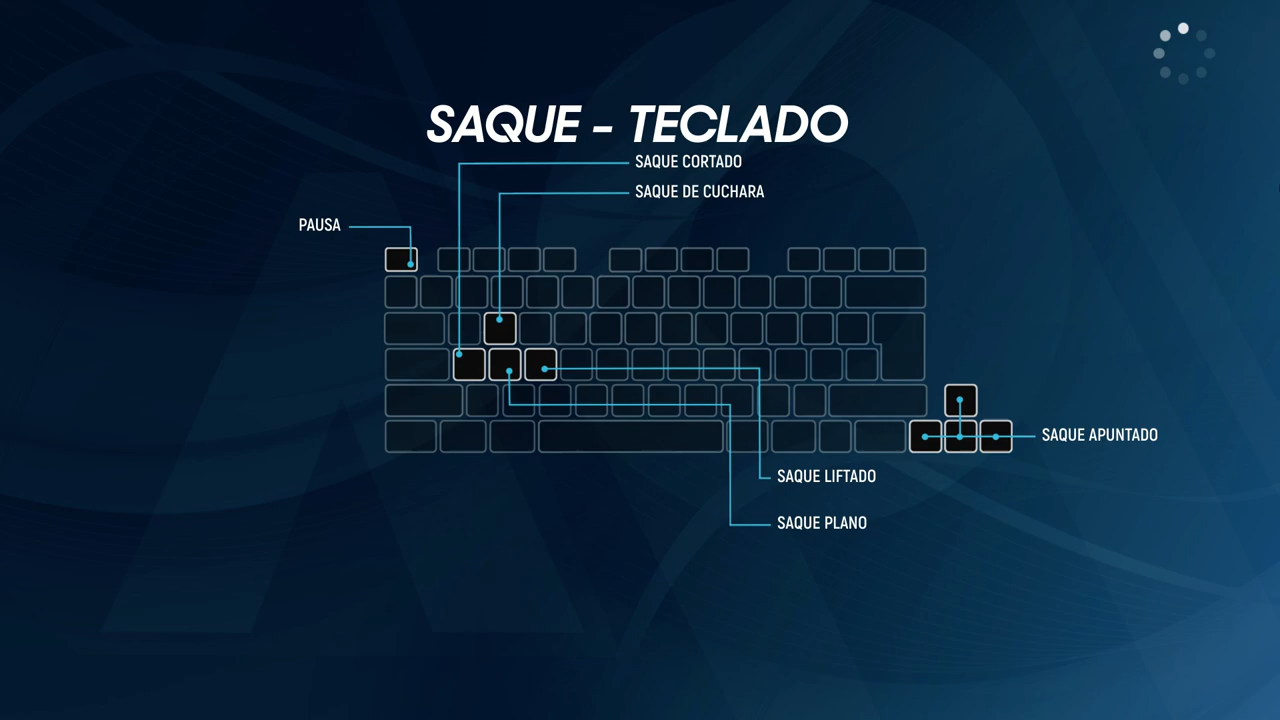 SAQUE - TECLADO
SAQUE CORTADO
SAQUE DE CUCHARA
PAUSA
SAQUE APUNTADO
SAQUE LIFTADO
SAQUE PLANO